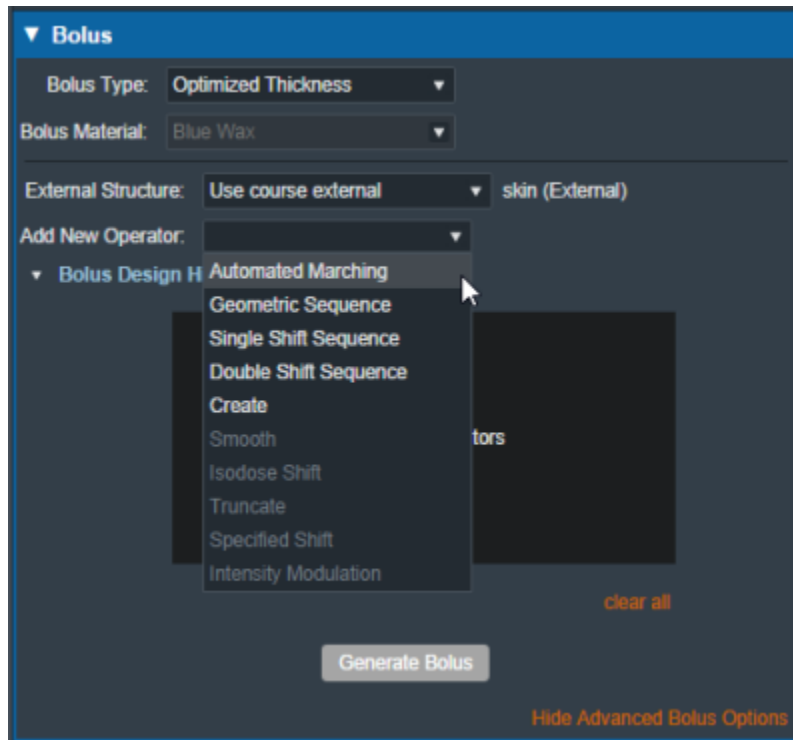 Bolus
Bolus Type: Optimized Thickness
Bolus Material: Blue Wax
External Structure: Use course external skin (External)
Add New Operator:
Bolus Design H
Automated Marching
Geometric Sequence
Single Shift Sequence
Double Shift Sequence
Create
Smooth
tors
Isodose Shift
Truncate
Specified Shift
Intensity Modulation
clear all
Generate Bolus
Hide Advanced Bolus Options